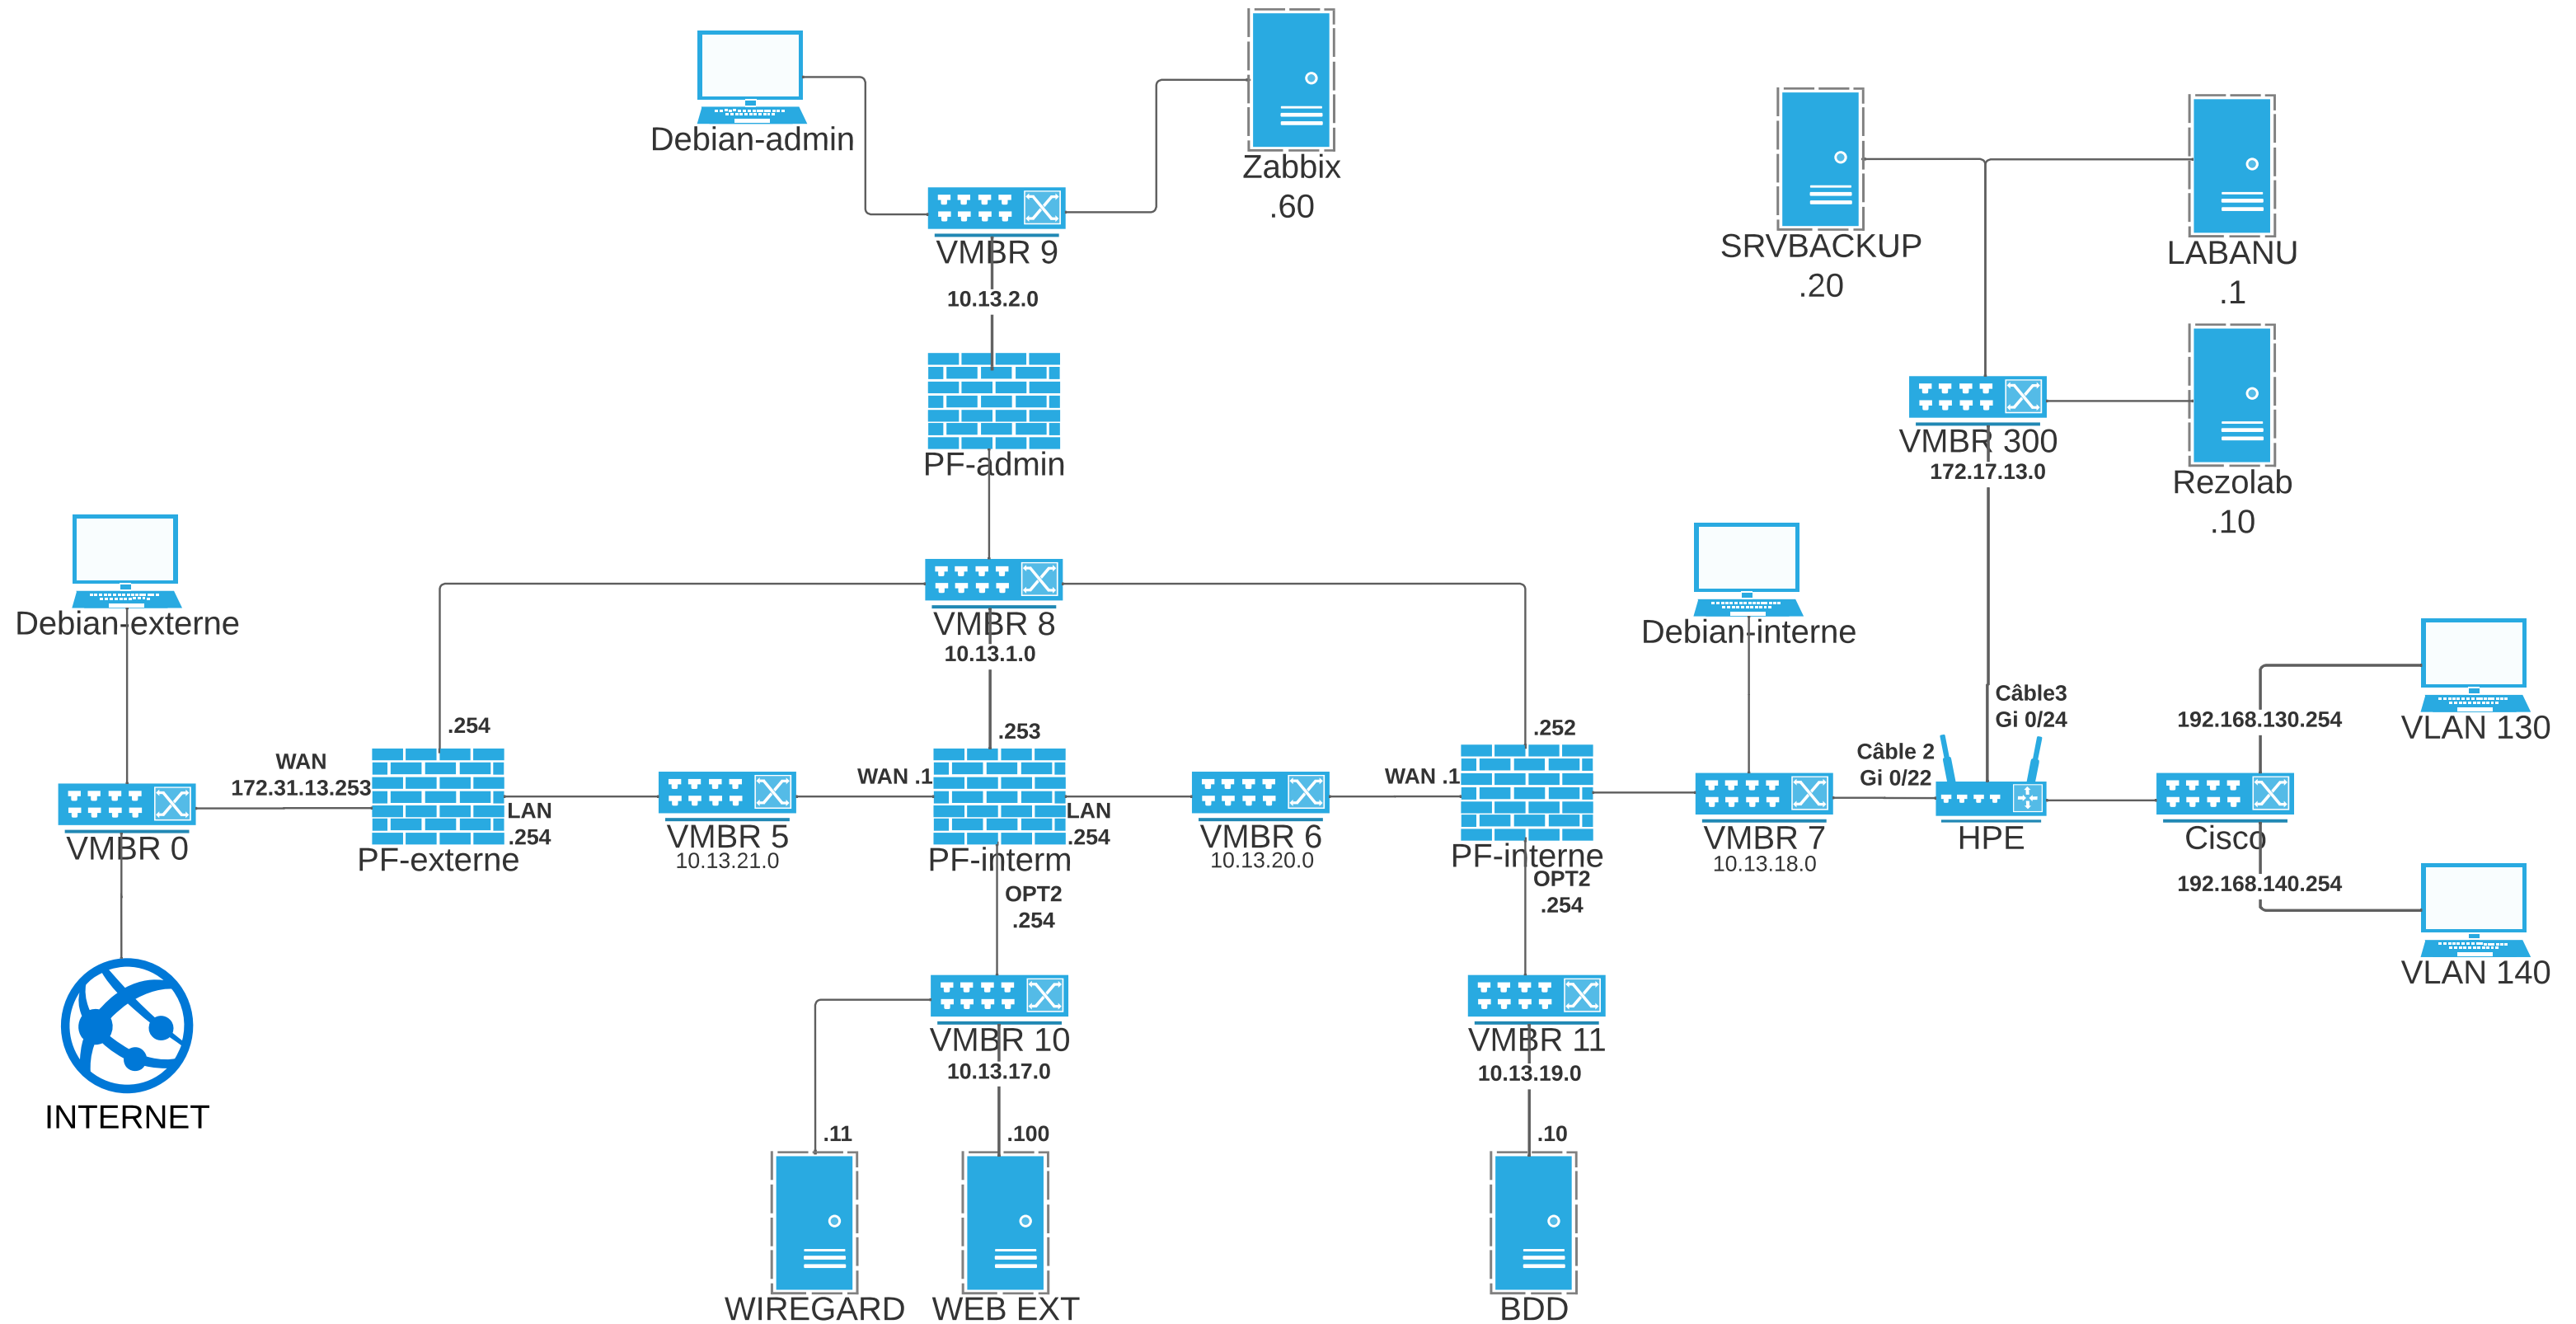 Debian-admin
Zabbix
.60
VMBR 9
10.13.2.0
SRVBACKUP
.20
LABANU
.1
VMBR 300
172.17.13.0
Rezolab
.10
PF-admin
Debian-externe
VMBR 8
10.13.1.0
Debian-interne
Câble3
Gi 0/24
192.168.130.254
VLAN 130
.254
.253
.252
WAN
172.31.13.253
VMBR 0
PF-externe
LAN
.254
VMBR 5
10.13.21.0
WAN .1
PF-interm
LAN
.254
VMBR 6
10.13.20.0
WAN .1
PF-interne
VMBR 7
10.13.18.0
Câble 2
Gi 0/22
HPE
Cisco
192.168.140.254
VLAN 140
OPT2
.254
OPT2
.254
INTERNET
VMBR 10
10.13.17.0
VMBR 11
10.13.19.0
.11
.100
.10
WIREGARD
WEB EXT
BDD